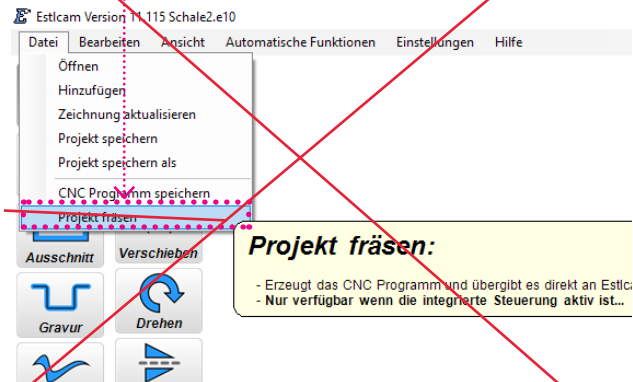 Estlcam Version 11,115 Schale2.e10
Datei Bearbeiten Ansicht Automatische Funktionen Einstellungen Hilfe
Öffnen
Hinzufügen
Zeichnung aktualisieren
Projekt speichern
Projekt speichern als
CNC Programm speichern
Projekt fräsen
Ausschnitt Verschieben
Projekt fräsen:
- Erzeugt das CNC Programm und übergibt es direkt an Estlca
- Nur verfügbar wenn die integrierte Steuerung aktiv ist...
Gravur Drehen